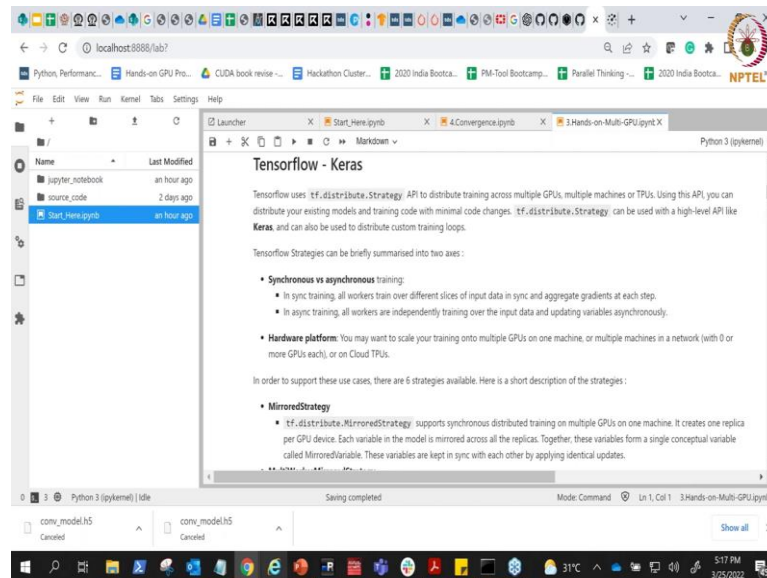 localhost:8888/lab?
NPTEL
Python, Performanc...
Hands-on GPU Pro...
CUDA book revise -...
Hackathon Cluster...
2020 India Bootca...
PM-Tool Bootcamp...
Parallel Thinking -...
2020 India Bootca...
File Edit View Run Kernel Tabs Settings Help
Launcher
Start_Here.ipynb
4.Convergence.ipynb
3.Hands-on-Multi-GPU.ipynb
Markdown
Python 3 (ipykernel)
/
Name
Last Modified
jupyter_notebook an hour ago
source_code 2 days ago
Start_Here.ipynb an hour ago
Tensorflow - Keras
Tensorflow uses tf.distribute.Strategy API to distribute training across multiple GPUs, multiple machines or TPUs. Using this API, you can
distribute your existing models and training code with minimal code changes. tf.distribute.Strategy can be used with a high-level API like
Keras, and can also be used to distribute custom training loops.
Tensorflow Strategies can be briefly summarised into two axes :
• Synchronous vs asynchronous training:
▪ In sync training, all workers train over different slices of input data in sync and aggregate gradients at each step.
▪ In async training, all workers are independently training over the input data and updating variables asynchronously.
• Hardware platform: You may want to scale your training onto multiple GPUs on one machine, or multiple machines in a network (with 0 or
more GPUs each), or on Cloud TPUs.
In order to support these use cases, there are 6 strategies available. Here is a short description of the strategies :
• MirroredStrategy
▪ tf.distribute.MirroredStrategy supports synchronous distributed training on multiple GPUs on one machine. It creates one replica
per GPU device. Each variable in the model is mirrored across all the replicas. Together, these variables form a single conceptual variable
called MirroredVariable. These variables are kept in sync with each other by applying identical updates.
0 3 Python 3 (ipykernel) | Idle
Saving completed
Mode: Command
Ln 1, Col 1 3.Hands-on-Multi-GPU.ipynb
conv_model.h5
Canceled
conv_model.h5
Canceled
Show all
31°C
5:17 PM
3/25/2022